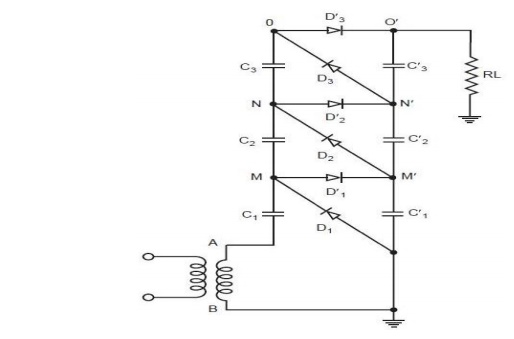 0 D'3 O'
C3 D3 C'3 RL
N D'2 N'
C2 D2 C'2
M D'1 M'
C1 D1 C'1
A
B